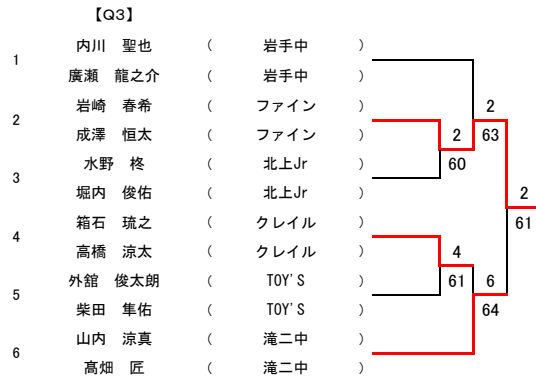 【Q3】
1
内川 聖也 ( 岩手中 )
廣瀬 龍之介 ( 岩手中 )
2
岩崎 春希 ( ファイン )
成澤 恒太 ( ファイン )
3
水野 柊 ( 北上Jr )
堀内 俊佑 ( 北上Jr )
4
箱石 琉之 ( クレイル )
高橋 涼太 ( クレイル )
5
外舘 俊太朗 ( TOY'S )
柴田 隼佑 ( TOY'S )
6
山内 涼真 ( 滝二中 )
髙畑 匠 ( 滝二中 )
2
60
2
63
4
61
6
64
2
61